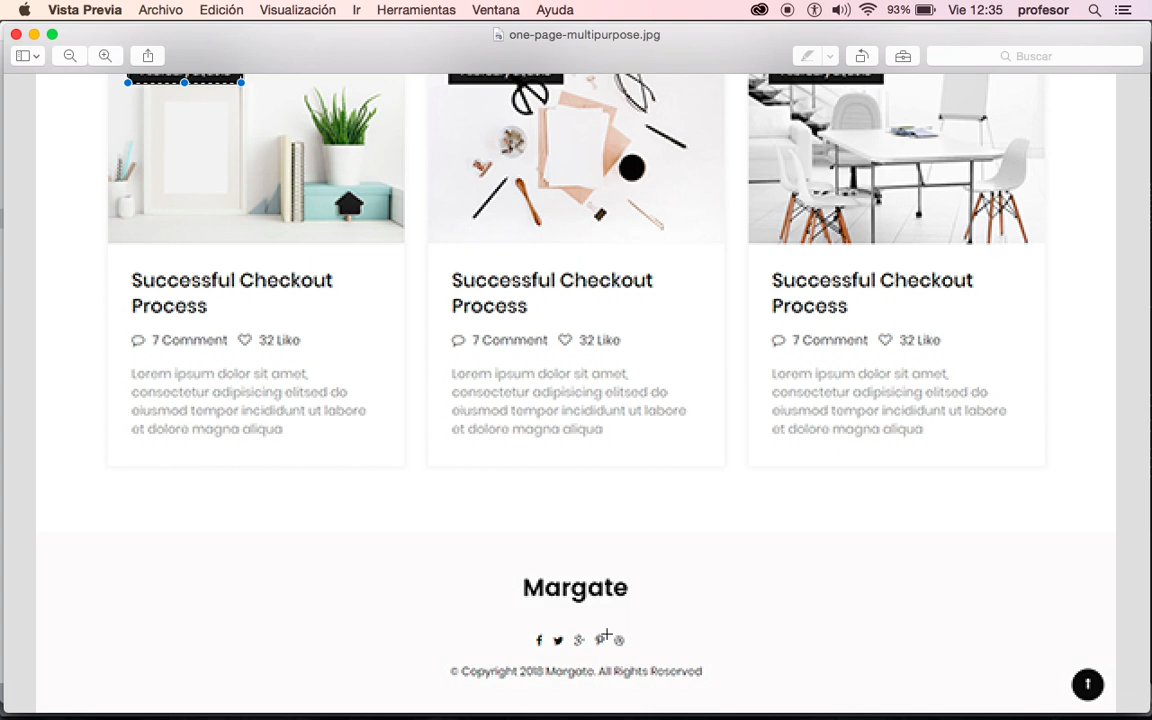 Vista Previa Archivo Edición Visualización Ir Herramientas Ventana Ayuda 93% Vie 12:35 profesor
one-page-multipurpose.jpg
Buscar
Successful Checkout
Process
7 Comment 32 Like
Lorem ipsum dolor sit amet,
consectetur adipisicing elitsed do
eiusmod tempor incididunt ut labore
et dolore magna aliqua
Successful Checkout
Process
7 Comment 32 Like
Lorem ipsum dolor sit amet,
consectetur adipisicing elitsed do
eiusmod tempor incididunt ut labore
et dolore magna aliqua
Successful Checkout
Process
7 Comment 32 Like
Lorem ipsum dolor sit amet,
consectetur adipisicing elitsed do
eiusmod tempor incididunt ut labore
et dolore magna aliqua
Margate
© Copyright 2018 Margate. All Rights Reserved